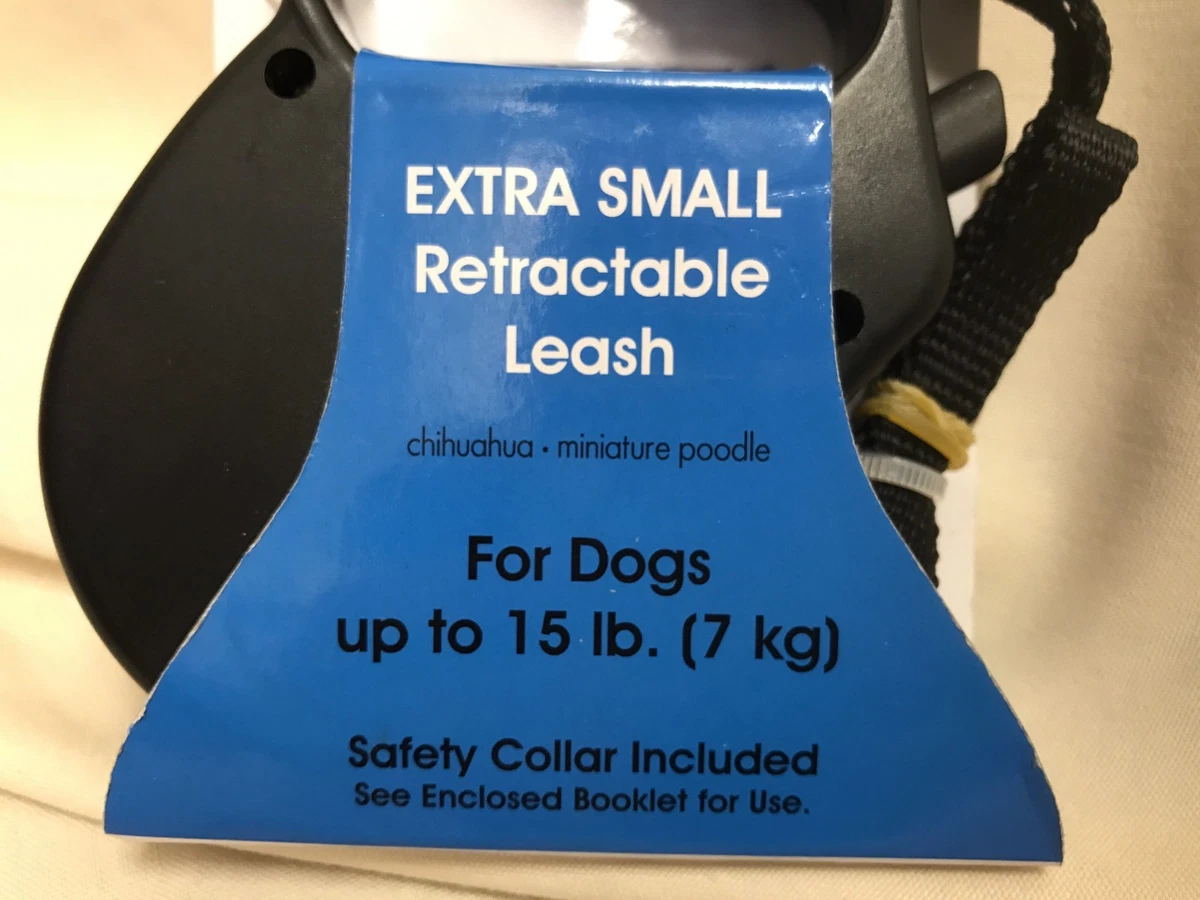 EXTRA SMALL
Retractable
Leash
chihuahua • miniature poodle
For Dogs
up to 15 lb. (7 kg)
Safety Collar Included
See Enclosed Booklet for Use.